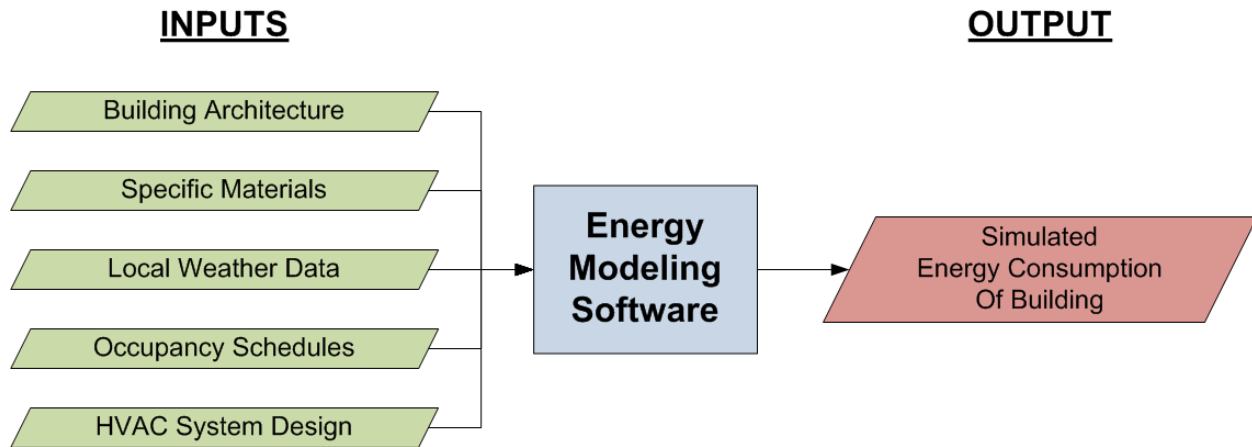 INPUTS
Building Architecture
Specific Materials
Local Weather Data
Occupancy Schedules
HVAC System Design
Energy
Modeling
Software
OUTPUT
Simulated
Energy Consumption
Of Building